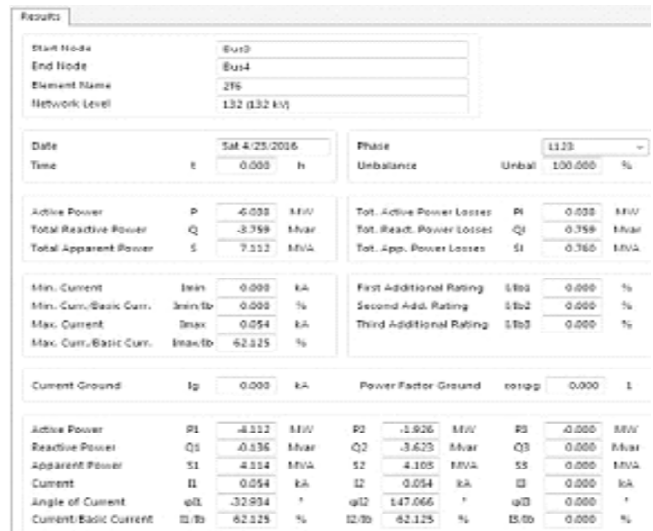 Results
Start Node Bus3
End Node Bus4
Element Name 2T6
Network Level 132 (132 kV)
Date Sat 4/23/2016 Phase L123
Time t 0.000 h Unbalance Unbal 100.000 %
Active Power P -6.038 MW Tot. Active Power Losses Pl 0.038 MW
Total Reactive Power Q -3.759 Mvar Tot. React. Power Losses Ql 0.759 Mvar
Total Apparent Power S 7.112 MVA Tot. App. Power Losses Sl 0.760 MVA
Min. Current Imin 0.000 kA First Additional Rating I/Ib1 0.000 %
Min. Curr./Basic Curr. Imin/Ib 0.000 % Second Add. Rating I/Ib2 0.000 %
Max. Current Imax 0.054 kA Third Additional Rating I/Ib3 0.000 %
Max. Curr./Basic Curr. Imax/Ib 62.125 %
Current Ground Ig 0.000 kA Power Factor Ground cosφg 0.000 1
Active Power P1 -4.112 MW P2 -1.926 MW P3 -0.000 MW
Reactive Power Q1 -0.136 Mvar Q2 -3.623 Mvar Q3 0.000 Mvar
Apparent Power S1 4.114 MVA S2 4.103 MVA S3 0.000 MVA
Current I1 0.054 kA I2 0.054 kA I3 0.000 kA
Angle of Current φI1 -32.934 ° φI2 147.066 ° φI3 0.000 °
Current/Basic Current I1/Ib 62.125 % I2/Ib 62.125 % I3/Ib 0.000 %